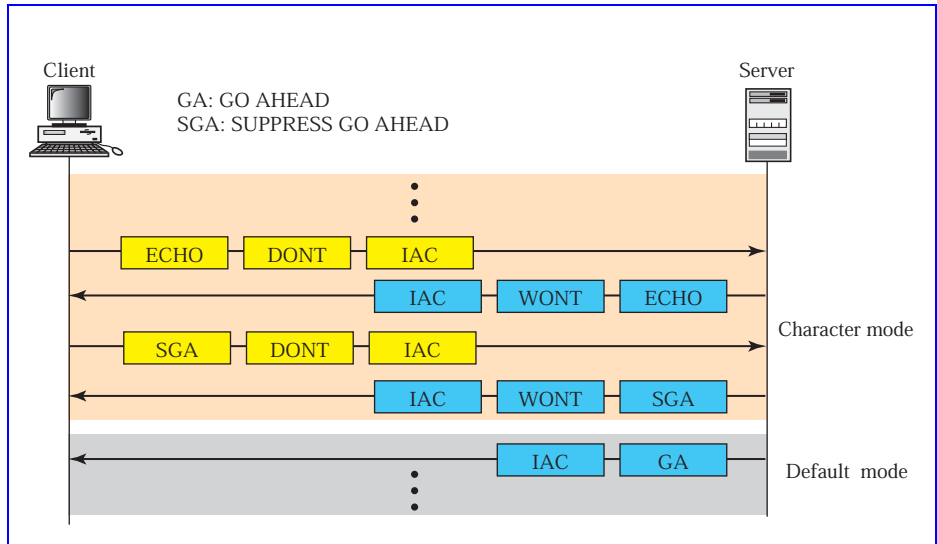 Client
Server
GA: GO AHEAD
SGA: SUPPRESS GO AHEAD
ECHO DONT IAC
IAC WONT ECHO
Character mode
SGA DONT IAC
IAC WONT SGA
IAC GA
Default mode